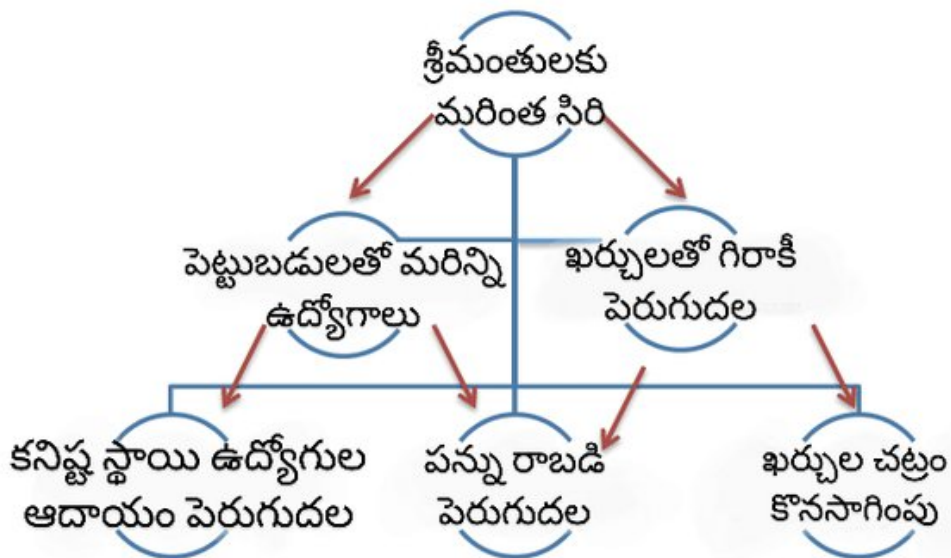 శ్రీమంతులకు
మరింత సిరి
పెట్టుబడులతో మరిన్ని
ఉద్యోగాలు
ఖర్చులతో గిరాకీ
పెరుగుదల
కనిష్ట స్థాయి ఉద్యోగుల
ఆదాయం పెరుగుదల
పన్ను రాబడి
పెరుగుదల
ఖర్చుల చట్రం
కొనసాగింపు